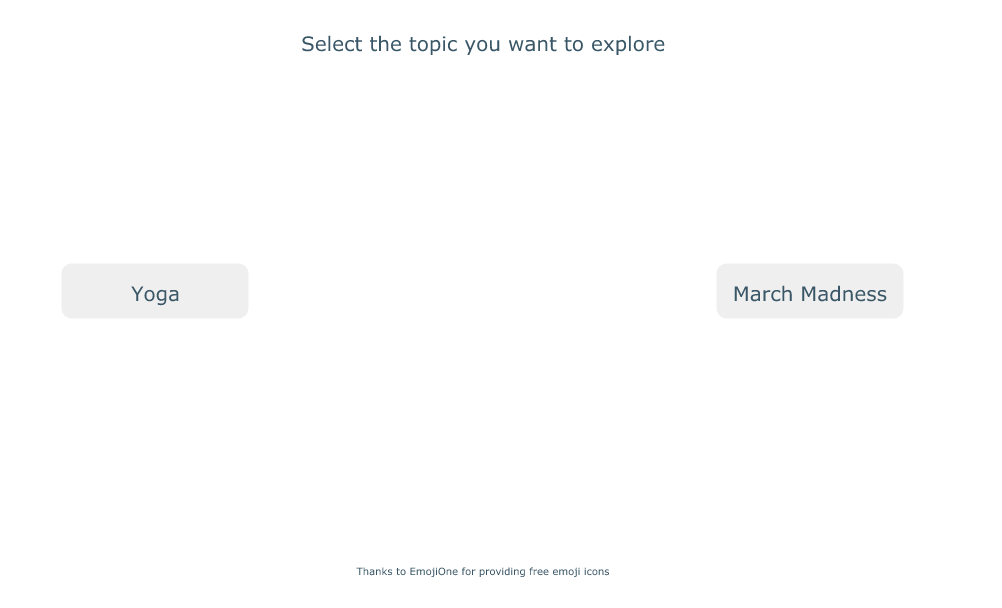 Select the topic you want to explore
Yoga
March Madness
Thanks to EmojiOne for providing free emoji icons